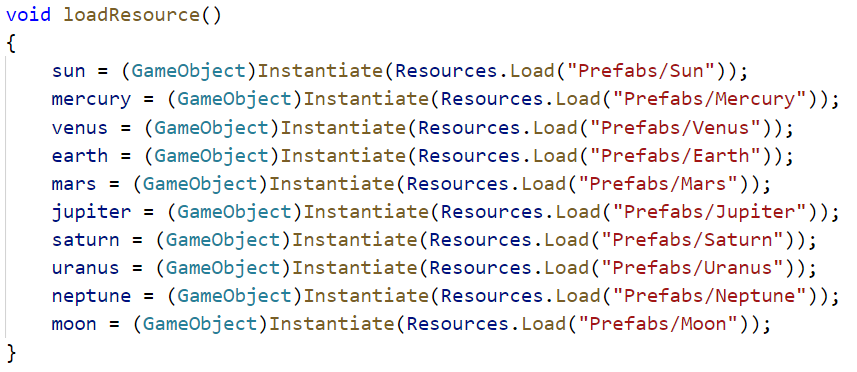 void loadResource()
{
    sun = (GameObject)Instantiate(Resources.Load("Prefabs/Sun"));
    mercury = (GameObject)Instantiate(Resources.Load("Prefabs/Mercury"));
    venus = (GameObject)Instantiate(Resources.Load("Prefabs/Venus"));
    earth = (GameObject)Instantiate(Resources.Load("Prefabs/Earth"));
    mars = (GameObject)Instantiate(Resources.Load("Prefabs/Mars"));
    jupiter = (GameObject)Instantiate(Resources.Load("Prefabs/Jupiter"));
    saturn = (GameObject)Instantiate(Resources.Load("Prefabs/Saturn"));
    uranus = (GameObject)Instantiate(Resources.Load("Prefabs/Uranus"));
    neptune = (GameObject)Instantiate(Resources.Load("Prefabs/Neptune"));
    moon = (GameObject)Instantiate(Resources.Load("Prefabs/Moon"));
}